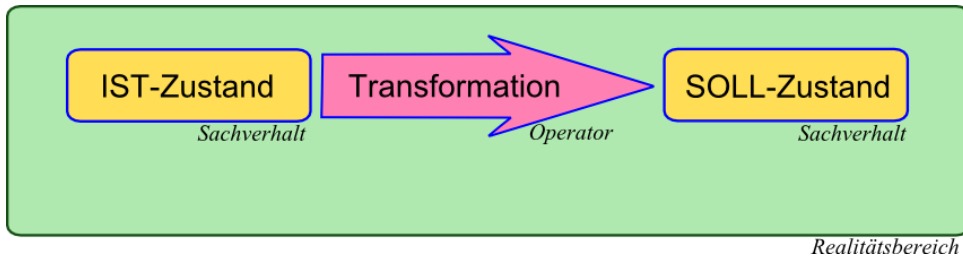 IST-Zustand Transformation SOLL-Zustand
Sachverhalt Operator Sachverhalt
Realitätsbereich